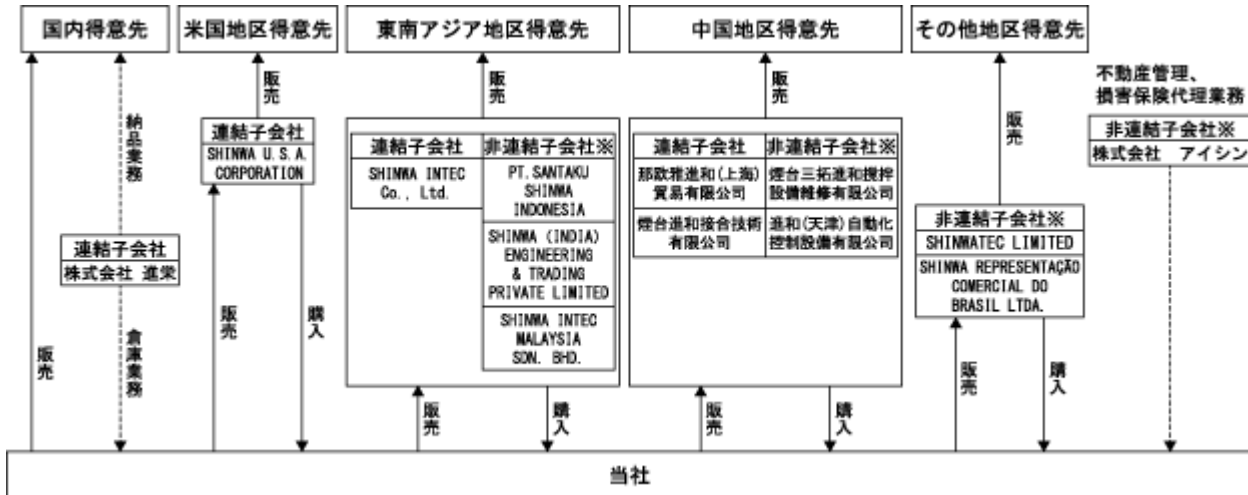 国内得意先
米国地区得意先
東南アジア地区得意先
中国地区得意先
その他地区得意先
不動産管理、
損害保険代理業務
非連結子会社※
株式会社 アイシン
販売
販売
販売
販売
納品業務
連結子会社
株式会社 進栄
倉庫業務
販売
連結子会社
SHINWA U.S.A.
CORPORATION
販売
購入
連結子会社
SHINWA INTEC
Co., Ltd.
非連結子会社※
PT.SANTAKU
SHINWA
INDONESIA
SHINWA (INDIA)
ENGINEERING
& TRADING
PRIVATE LIMITED
SHINWA INTEC
MALAYSIA
SDN. BHD.
販売
購入
連結子会社
那欧雅進和(上海)
貿易有限公司
煙台進和接合技術
有限公司
非連結子会社※
煙台三拓進和撹拌
設備維修有限公司
進和(天津)自動化
控制設備有限公司
販売
購入
非連結子会社※
SHINWATEC LIMITED
SHINWA REPRESENTAÇÃO
COMERCIAL DO
BRASIL LTDA.
販売
購入
当社